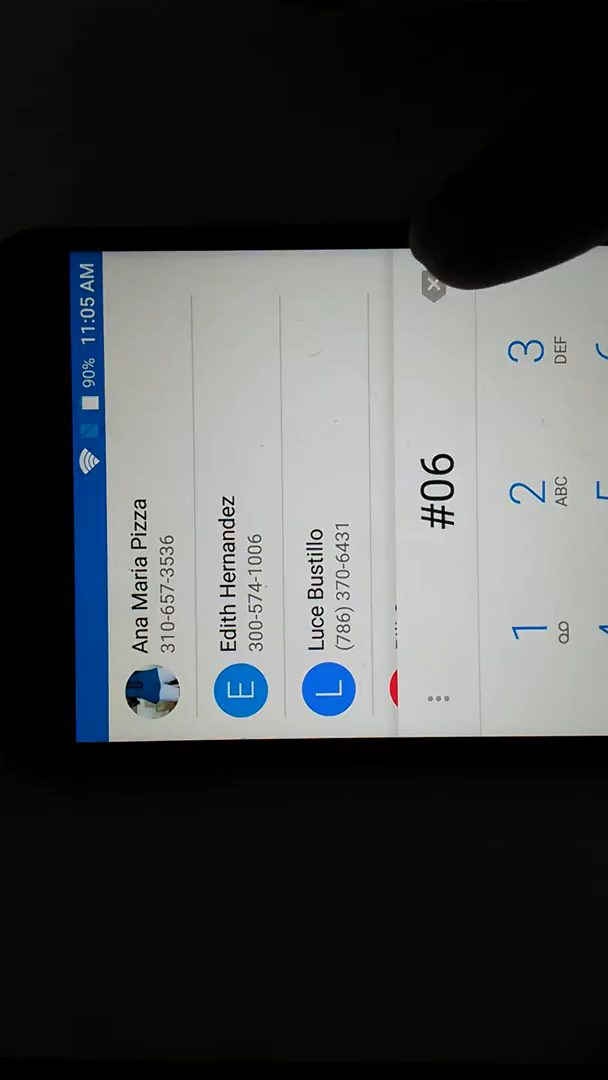 90% 11:05 AM
Ana Maria Pizza
310-657-3536
E
Edith Hernandez
300-574-1006
L
Luce Bustillo
(786) 370-6431
#06
1
2
ABC
3
DEF